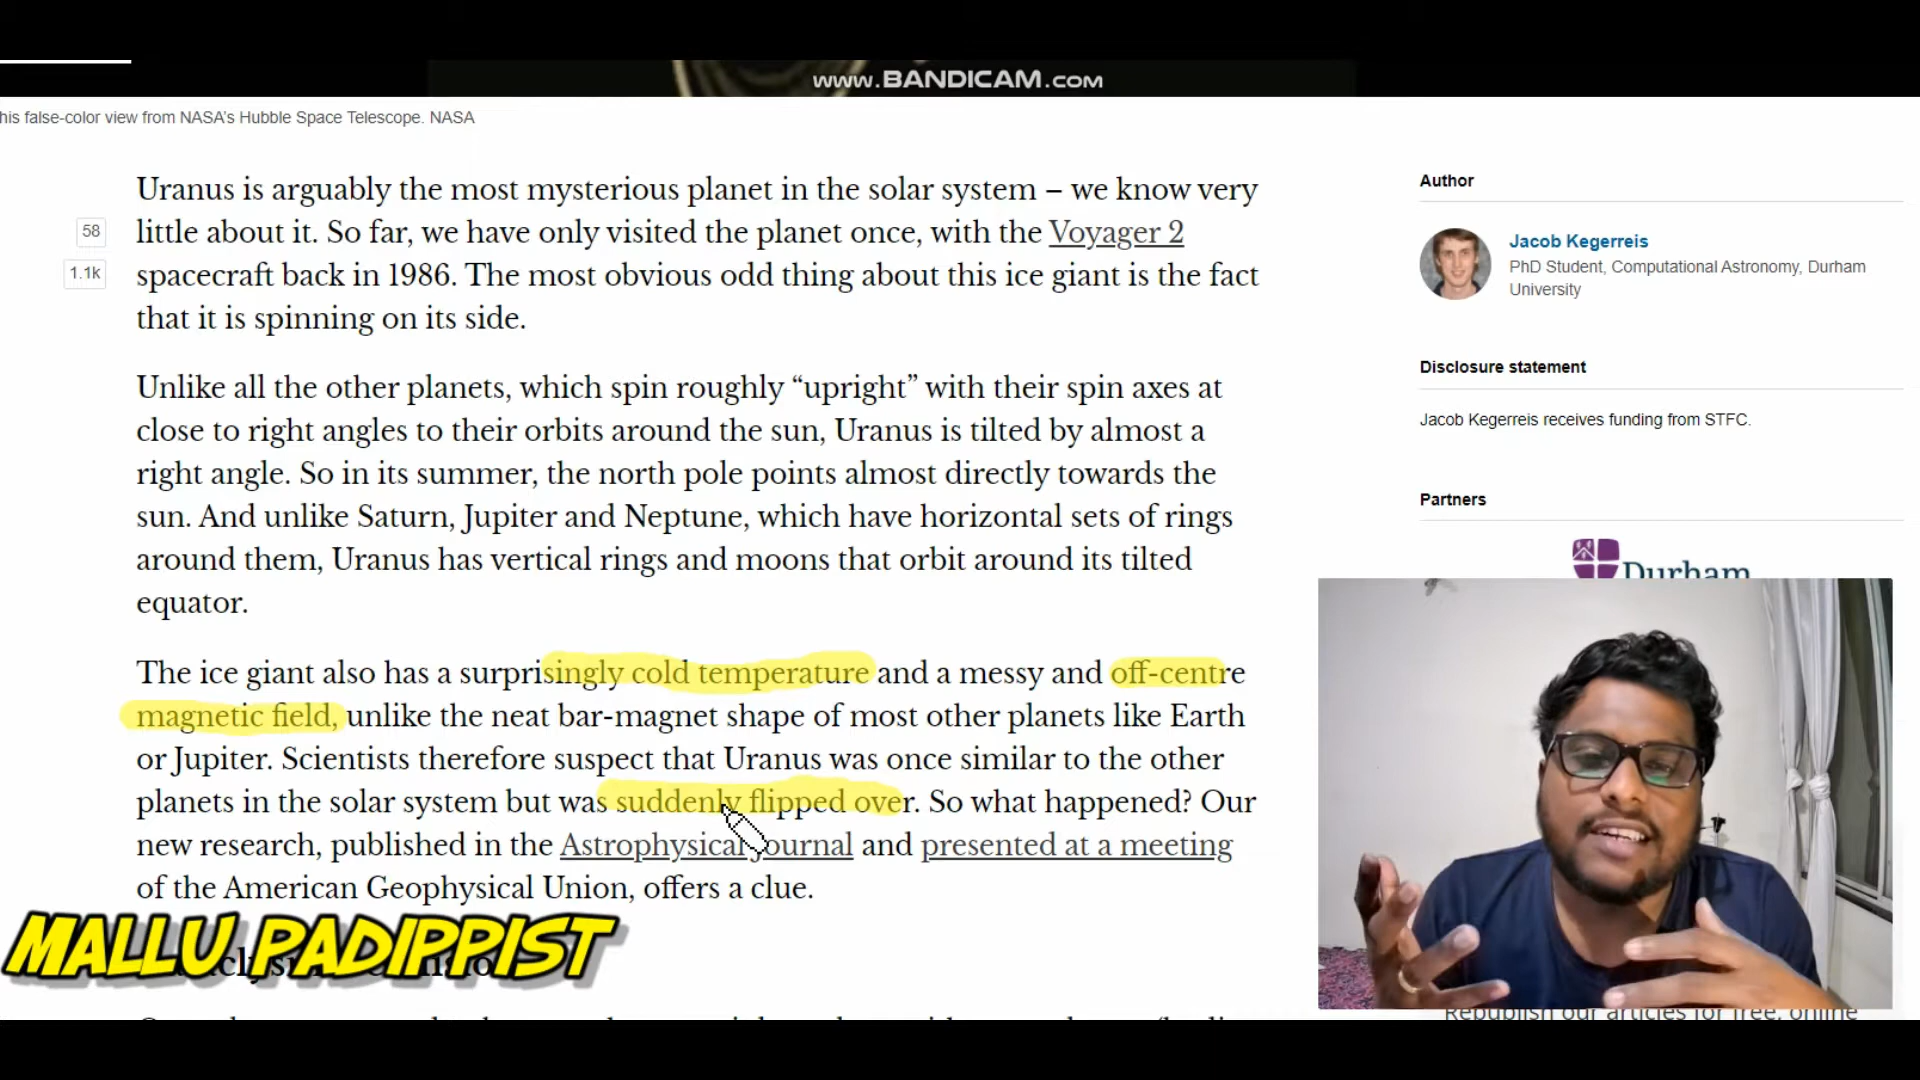 www.BANDICAM.com
his false-color view from NASA's Hubble Space Telescope. NASA
Uranus is arguably the most mysterious planet in the solar system – we know very
little about it. So far, we have only visited the planet once, with the Voyager 2
spacecraft back in 1986. The most obvious odd thing about this ice giant is the fact
that it is spinning on its side.
58
1.1k
Unlike all the other planets, which spin roughly “upright” with their spin axes at
close to right angles to their orbits around the sun, Uranus is tilted by almost a
right angle. So in its summer, the north pole points almost directly towards the
sun. And unlike Saturn, Jupiter and Neptune, which have horizontal sets of rings
around them, Uranus has vertical rings and moons that orbit around its tilted
equator.
The ice giant also has a surprisingly cold temperature and a messy and off-centre
magnetic field, unlike the neat bar-magnet shape of most other planets like Earth
or Jupiter. Scientists therefore suspect that Uranus was once similar to the other
planets in the solar system but was suddenly flipped over. So what happened? Our
new research, published in the Astrophysical Journal and presented at a meeting
of the American Geophysical Union, offers a clue.
MALLU PADIPPIST
Author
Jacob Kegerreis
PhD Student, Computational Astronomy, Durham
University
Disclosure statement
Jacob Kegerreis receives funding from STFC.
Partners
Durham
Republish our articles for free, online